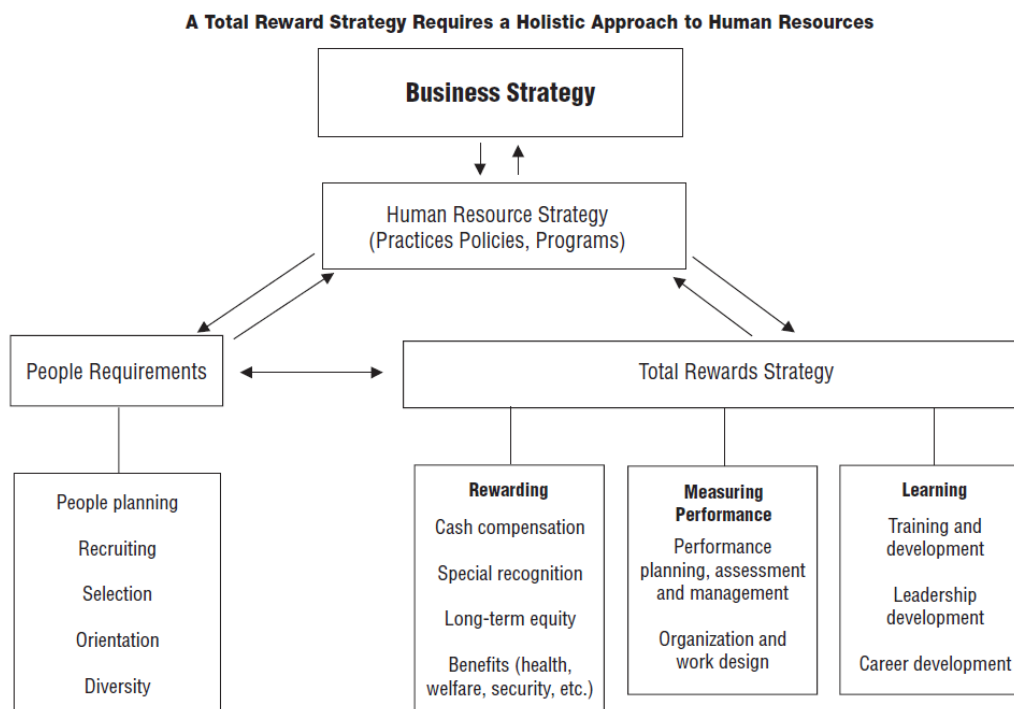 A Total Reward Strategy Requires a Holistic Approach to Human Resources
Business Strategy
Human Resource Strategy
(Practices Policies, Programs)
People Requirements
Total Rewards Strategy
People planning
Recruiting
Selection
Orientation
Diversity
Rewarding
Cash compensation
Special recognition
Long-term equity
Benefits (health,
welfare, security, etc.)
Measuring
Performance
Performance
planning, assessment
and management
Organization and
work design
Learning
Training and
development
Leadership
development
Career development